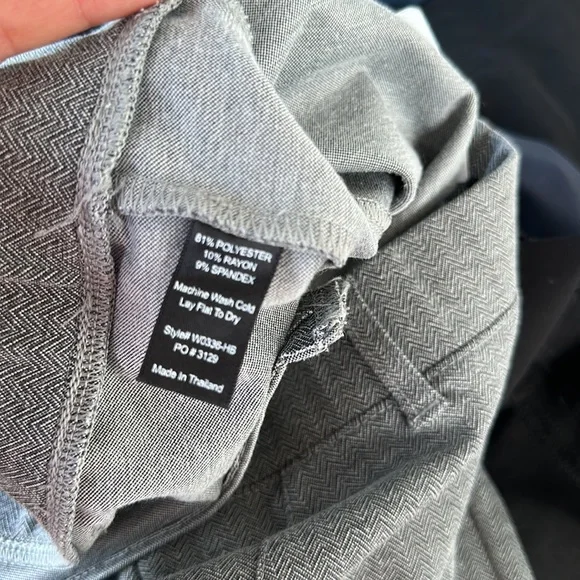 81% POLYESTER
10% RAYON
9% SPANDEX
Machine Wash Cold
Lay Flat To Dry
Style# W0336-HB
PO # 3129
Made In Thailand